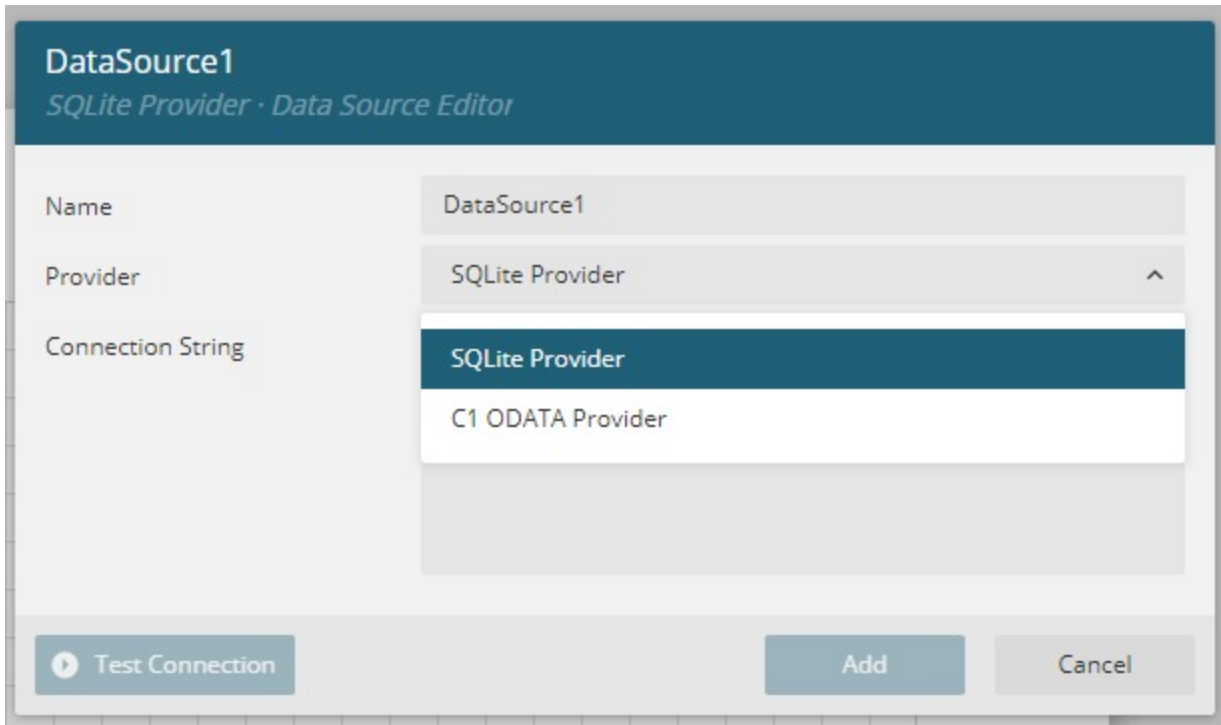 DataSource1
SQLite Provider · Data Source Editor
Name
DataSource1
Provider
SQLite Provider
Connection String
SQLite Provider
C1 ODATA Provider
Test Connection
Add
Cancel